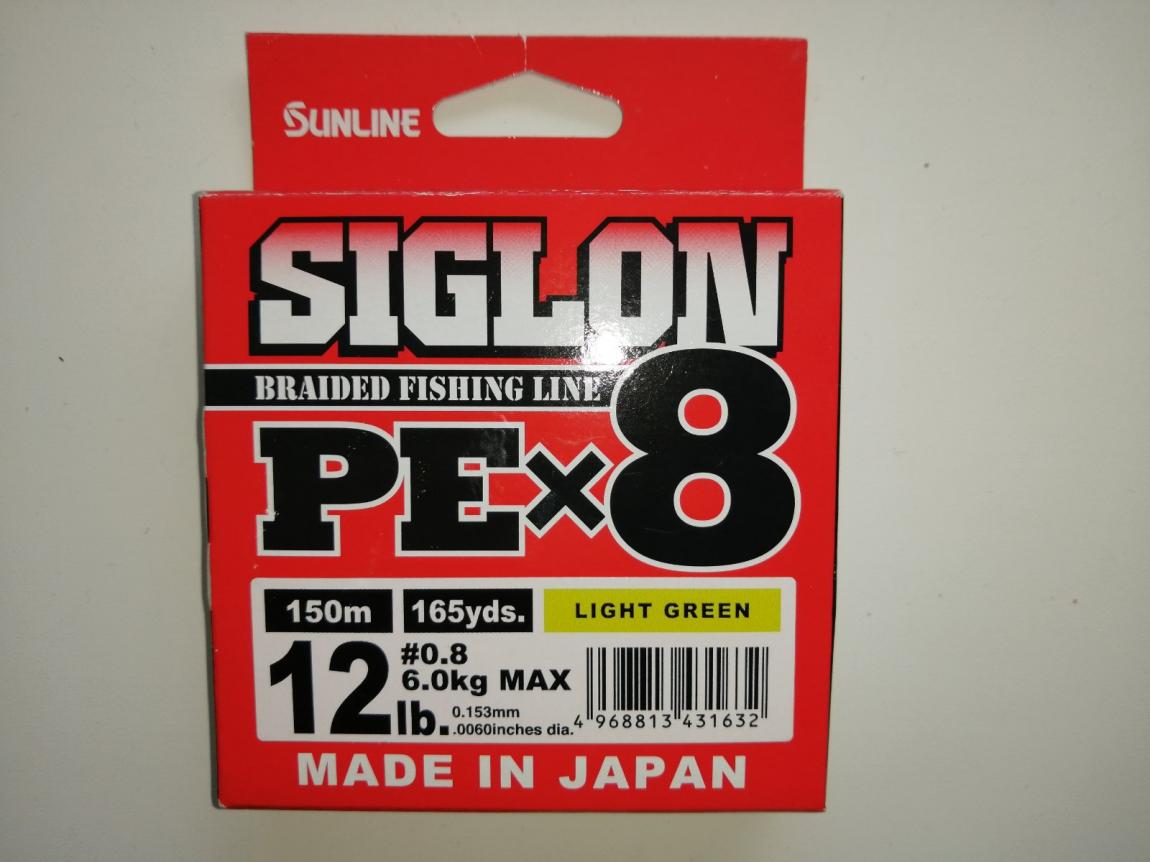 SUNLINE
SIGLON
BRAIDED FISHING LINE
PE×8
150m 165yds. LIGHT GREEN
12lb. #0.8
6.0kg MAX
0.153mm
.0060inches dia.
4 968813 431632
MADE IN JAPAN